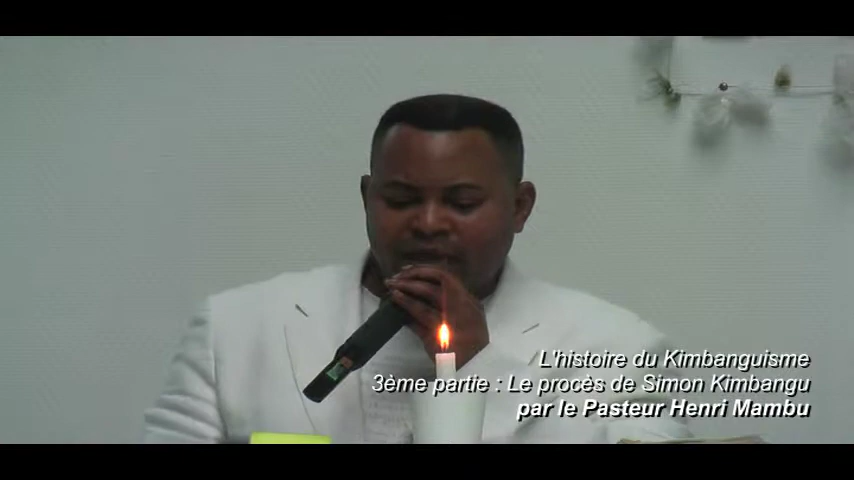 L'histoire du Kimbanguisme
3ème partie : Le procès de Simon Kimbangu
par le Pasteur Henri Mambu